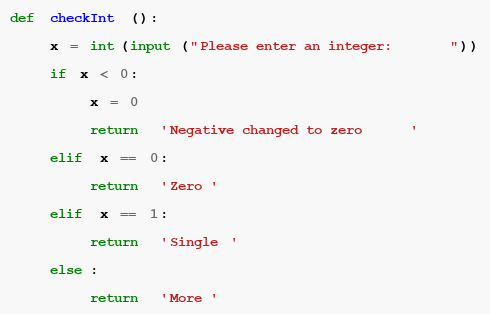 def checkInt ():
    x = int (input ("Please enter an integer: "))
    if x < 0:
        x = 0
        return 'Negative changed to zero '
    elif x == 0:
        return 'Zero '
    elif x == 1:
        return 'Single '
    else :
        return 'More '